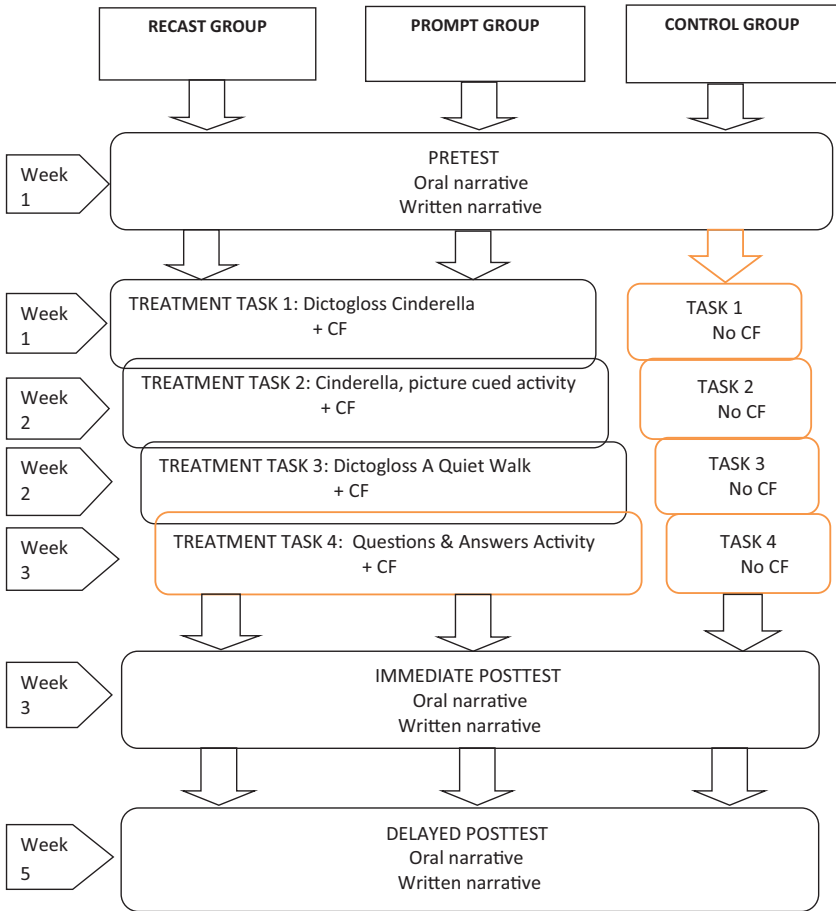 RECAST GROUP
PROMPT GROUP
CONTROL GROUP
Week
1
PRETEST
Oral narrative
Written narrative
Week
1
TREATMENT TASK 1: Dictogloss Cinderella
+ CF
TASK 1
No CF
Week
2
TREATMENT TASK 2: Cinderella, picture cued activity
+ CF
TASK 2
No CF
Week
2
TREATMENT TASK 3: Dictogloss A Quiet Walk
+ CF
TASK 3
No CF
Week
3
TREATMENT TASK 4: Questions & Answers Activity
+ CF
TASK 4
No CF
Week
3
IMMEDIATE POSTTEST
Oral narrative
Written narrative
Week
5
DELAYED POSTTEST
Oral narrative
Written narrative